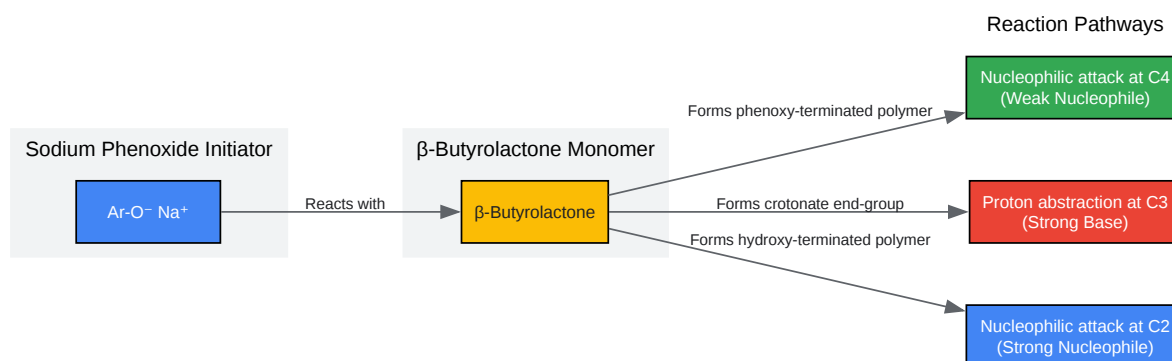 Reaction Pathways
Nucleophilic attack at C4
(Weak Nucleophile)
Forms phenoxy-terminated polymer
Sodium Phenoxide Initiator
β-Butyrolactone Monomer
Ar-O⁻ Na⁺
Reacts with
β-Butyrolactone
Forms crotonate end-group
Proton abstraction at C3
(Strong Base)
Forms hydroxy-terminated polymer
Nucleophilic attack at C2
(Strong Nucleophile)